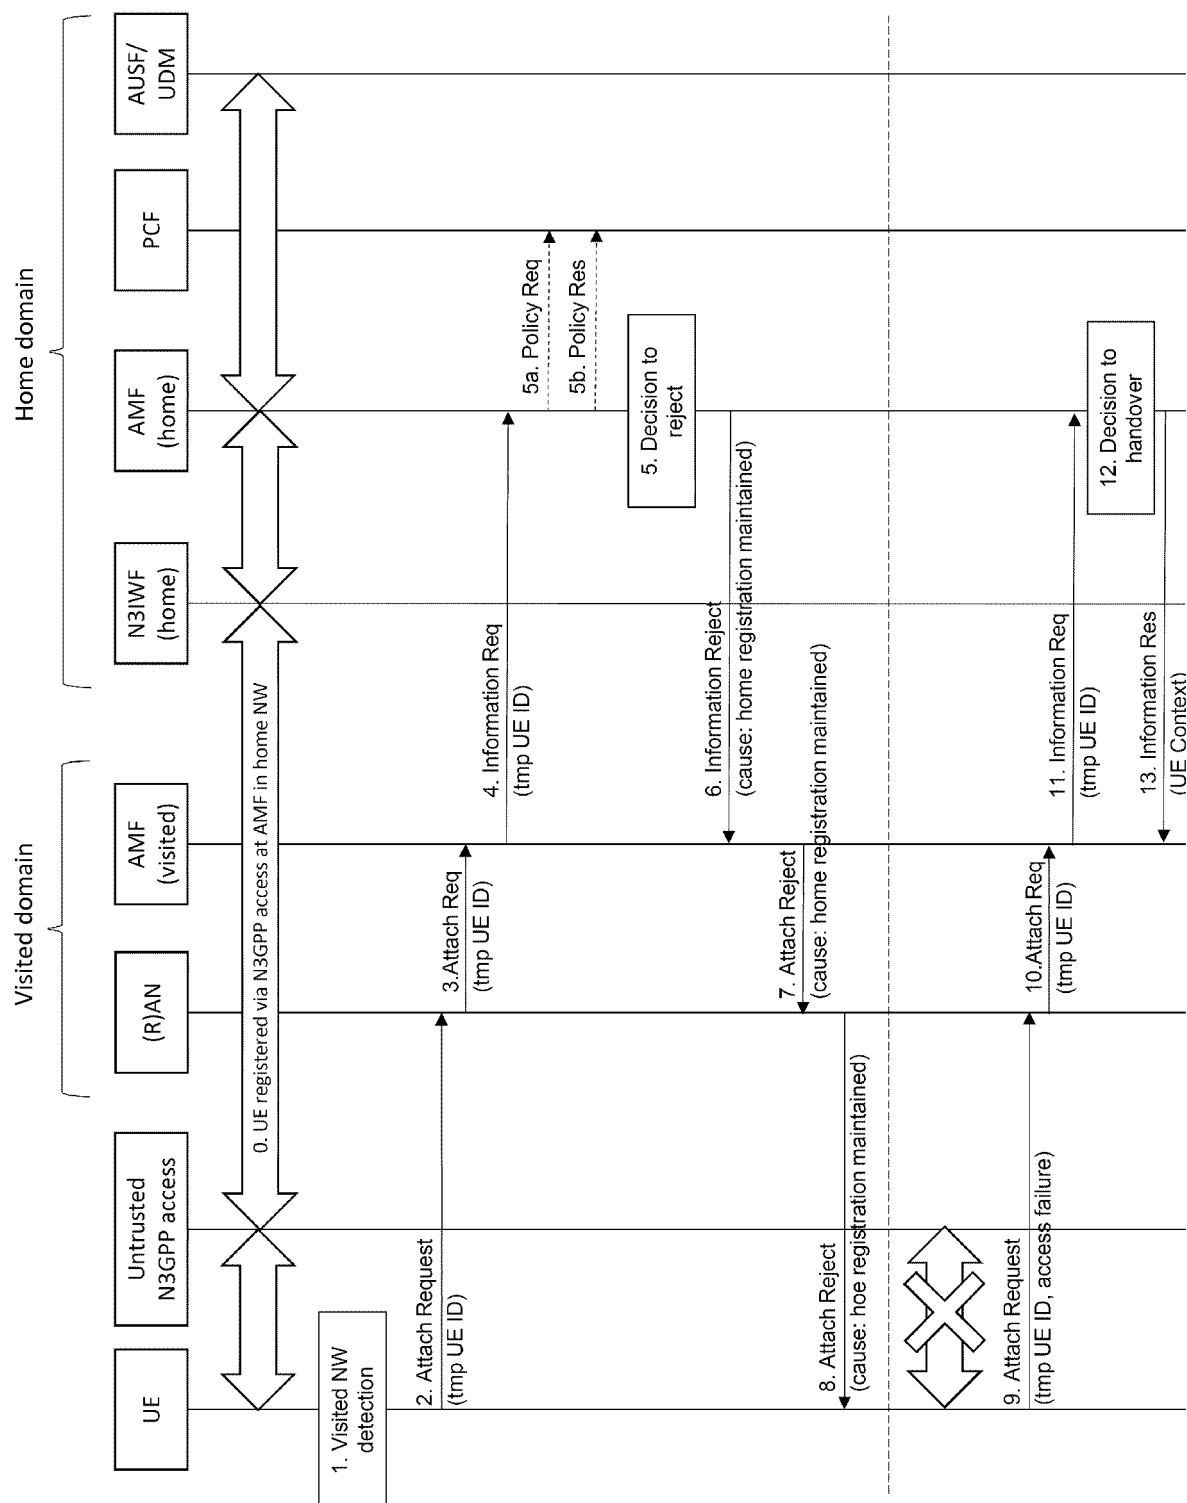 Visited domain
Home domain
UE
Untrusted
N3GPP access
(R)AN
AMF
(visited)
N3IWF
(home)
AMF
(home)
PCF
AUSF/
UDM
0. UE registered via N3GPP access at AMF in home NW
1. Visited NW
detection
2. Attach Request
(tmp UE ID)
3.Attach Req
(tmp UE ID)
4. Information Req
(tmp UE ID)
5a. Policy Req
5b. Policy Res
5. Decision to
reject
6. Information Reject
(cause: home registration maintained)
7. Attach Reject
(cause: home registration maintained)
8. Attach Reject
(cause: hoe registration maintained)
9. Attach Request
(tmp UE ID, access failure)
10.Attach Req
(tmp UE ID)
11. Information Req
(tmp UE ID)
12. Decision to
handover
13. Information Res
(UE Context)